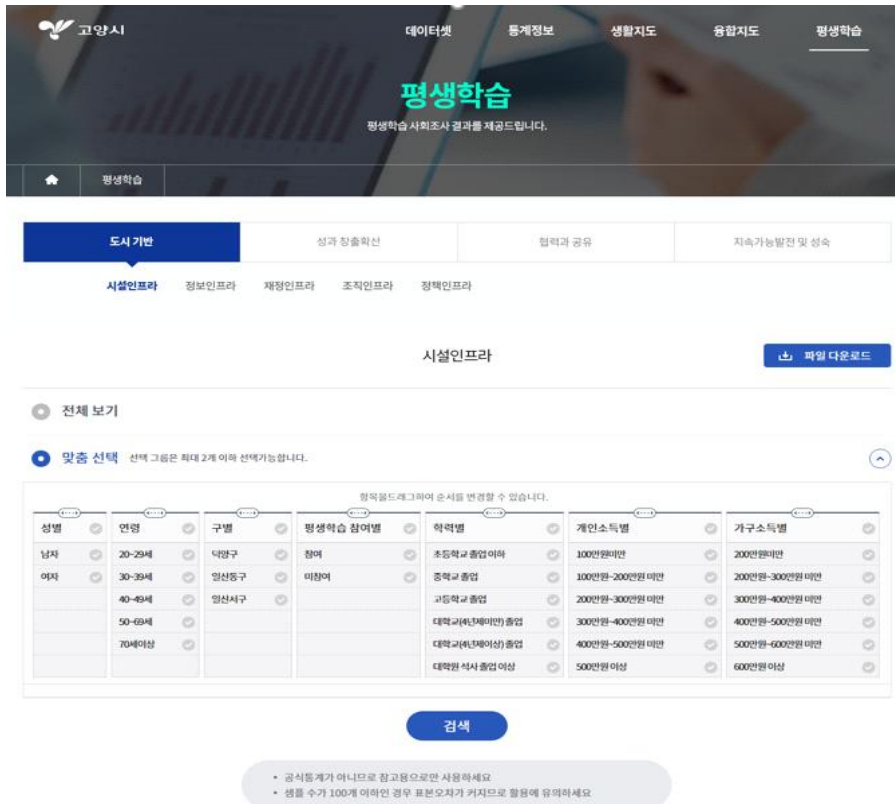 고양시
데이터셋 통계정보 생활지도 융합지도 평생학습
평생학습
평생학습 사회조사 결과를 제공드립니다.
평생학습
도시 기반 성과 창출확산 협력과 공유 지속가능발전 및 성숙
시설인프라 정보인프라 재정인프라 조직인프라 정책인프라
시설인프라
파일 다운로드
전체 보기
맞춤 선택 선택 그룹은 최대 2개 이하 선택가능합니다.
항목을드래그하여 순서를 변경할 수 있습니다.
성별 연령 구별 평생학습 참여별 학력별 개인소득별 가구소득별
남자 20~29세 덕양구 참여 초등학교 졸업 이하 100만원미만 200만원미만
여자 30~39세 일산동구 미참여 중학교 졸업 100만원~200만원 미만 200만원~300만원 미만
40~49세 일산서구 고등학교 졸업 200만원~300만원 미만 300만원~400만원 미만
50~69세 대학교(4년제미만) 졸업 300만원~400만원 미만 400만원~500만원 미만
70세이상 대학교(4년제이상) 졸업 400만원~500만원 미만 500만원~600만원 미만
대학원 석사 졸업 이상 500만원 이상 600만원 이상
검색
• 공식통계가 아니므로 참고용으로만 사용하세요
• 샘플 수가 100개 이하인 경우 표본오차가 커지므로 활용에 유의하세요